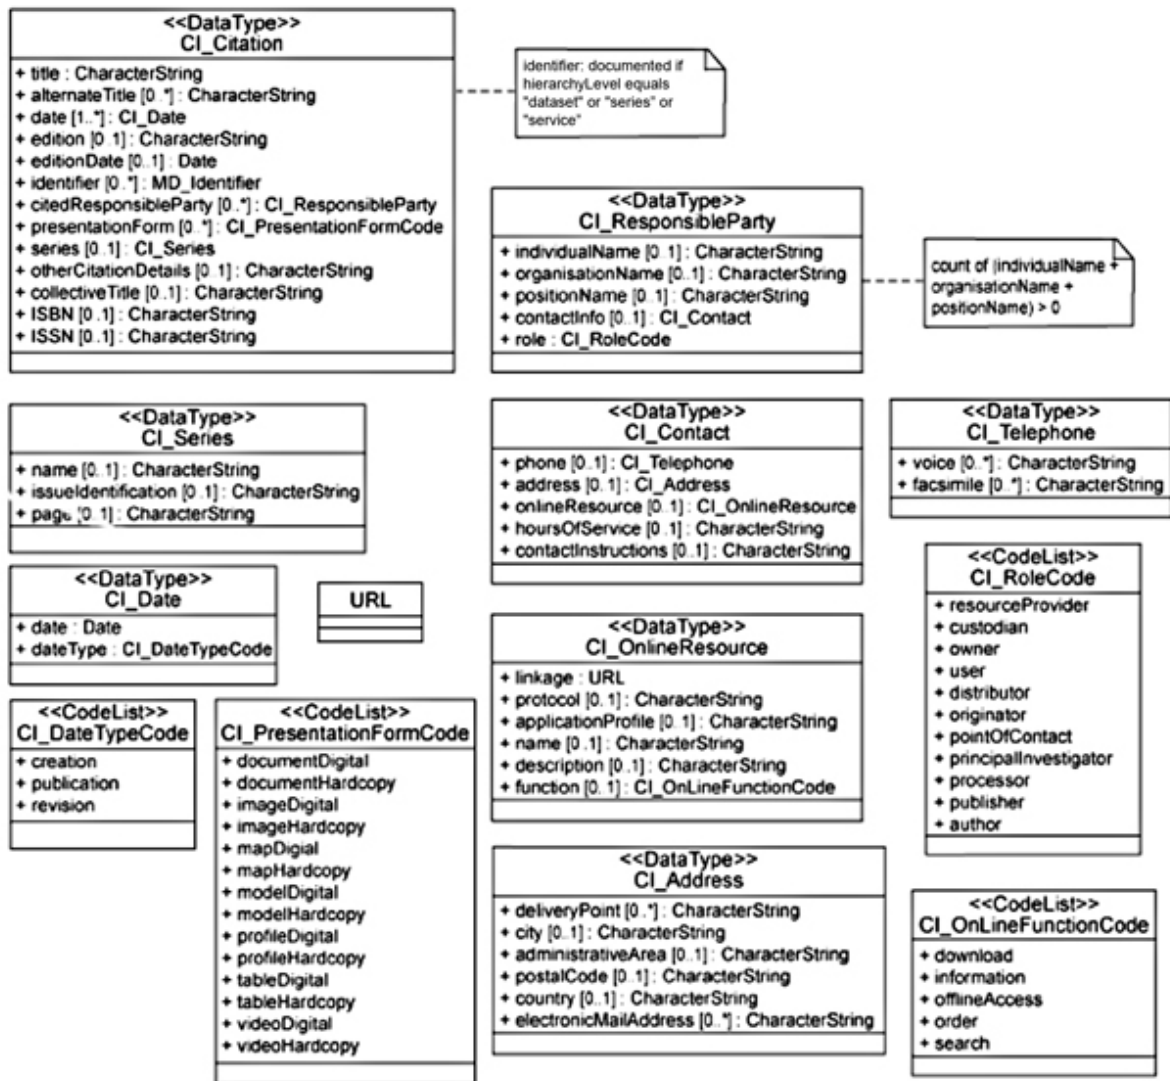 <<DataType>>
CI_Citation
+ title : CharacterString
+ alternateTitle [0..*] : CharacterString
+ date [1..*] : CI_Date
+ edition [0..1] : CharacterString
+ editionDate [0..1] : Date
+ identifier [0..*] : MD_Identifier
+ citedResponsibleParty [0..*] : CI_ResponsibleParty
+ presentationForm [0..*] : CI_PresentationFormCode
+ series [0..1] : CI_Series
+ otherCitationDetails [0..1] : CharacterString
+ collectiveTitle [0..1] : CharacterString
+ ISBN [0..1] : CharacterString
+ ISSN [0..1] : CharacterString
identifier: documented if
hierarchyLevel equals
"dataset" or "series" or
"service"
<<DataType>>
CI_ResponsibleParty
+ individualName [0..1] : CharacterString
+ organisationName [0..1] : CharacterString
+ positionName [0..1] : CharacterString
+ contactInfo [0..1] : CI_Contact
+ role : CI_RoleCode
count of (individualName +
organisationName +
positionName) > 0
<<DataType>>
CI_Series
+ name [0..1] : CharacterString
+ issueIdentification [0..1] : CharacterString
+ page [0..1] : CharacterString
<<DataType>>
CI_Contact
+ phone [0..1] : CI_Telephone
+ address [0..1] : CI_Address
+ onlineResource [0..1] : CI_OnlineResource
+ hoursOfService [0..1] : CharacterString
+ contactInstructions [0..1] : CharacterString
<<DataType>>
CI_Telephone
+ voice [0..*] : CharacterString
+ facsimile [0..*] : CharacterString
<<DataType>>
CI_Date
+ date : Date
+ dateType : CI_DateTypeCode
URL
<<DataType>>
CI_OnlineResource
+ linkage : URL
+ protocol [0..1] : CharacterString
+ applicationProfile [0..1] : CharacterString
+ name [0..1] : CharacterString
+ description [0..1] : CharacterString
+ function [0..1] : CI_OnLineFunctionCode
<<CodeList>>
CI_RoleCode
+ resourceProvider
+ custodian
+ owner
+ user
+ distributor
+ originator
+ pointOfContact
+ principalInvestigator
+ processor
+ publisher
+ author
<<CodeList>>
CI_DateTypeCode
+ creation
+ publication
+ revision
<<CodeList>>
CI_PresentationFormCode
+ documentDigital
+ documentHardcopy
+ imageDigital
+ imageHardcopy
+ mapDigial
+ mapHardcopy
+ modelDigital
+ modelHardcopy
+ profileDigital
+ profileHardcopy
+ tableDigital
+ tableHardcopy
+ videoDigital
+ videoHardcopy
<<DataType>>
CI_Address
+ deliveryPoint [0..*] : CharacterString
+ city [0..1] : CharacterString
+ administrativeArea [0..1] : CharacterString
+ postalCode [0..1] : CharacterString
+ country [0..1] : CharacterString
+ electronicMailAddress [0..*] : CharacterString
<<CodeList>>
CI_OnLineFunctionCode
+ download
+ information
+ offlineAccess
+ order
+ search